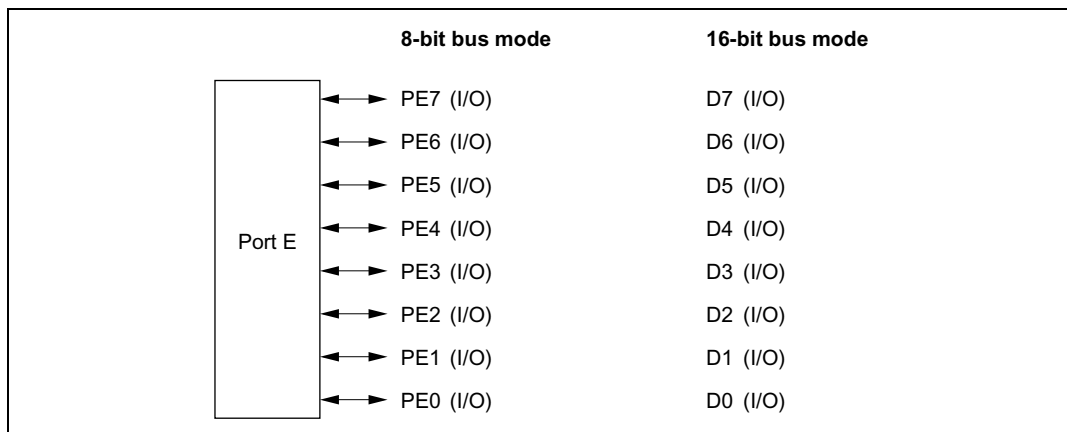 8-bit bus mode 16-bit bus mode
PE7 (I/O) D7 (I/O)
PE6 (I/O) D6 (I/O)
PE5 (I/O) D5 (I/O)
PE4 (I/O) D4 (I/O)
Port E
PE3 (I/O) D3 (I/O)
PE2 (I/O) D2 (I/O)
PE1 (I/O) D1 (I/O)
PE0 (I/O) D0 (I/O)